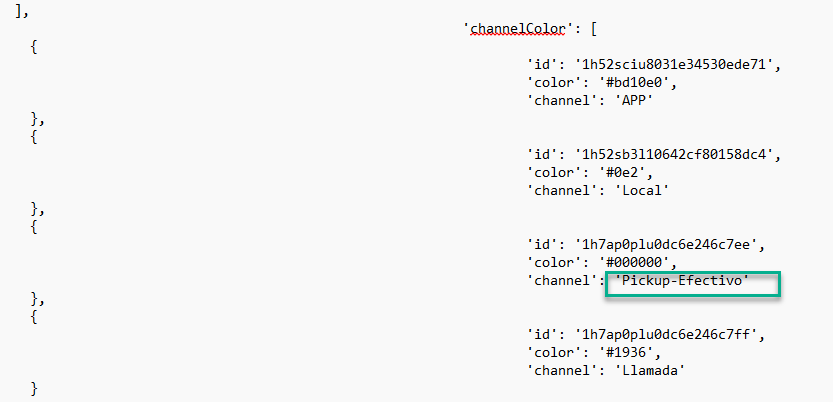 ],
'channelColor': [
{
'id': '1h52sciu8031e34530ede71',
'color': '#bd10e0',
'channel': 'APP'
},
{
'id': '1h52sb3l10642cf80158dc4',
'color': '#0e2',
'channel': 'Local'
},
{
'id': '1h7ap0plu0dc6e246c7ee',
'color': '#000000',
'channel': 'Pickup-Efectivo'
},
{
'id': '1h7ap0plu0dc6e246c7ff',
'color': '#1936',
'channel': 'Llamada'
}